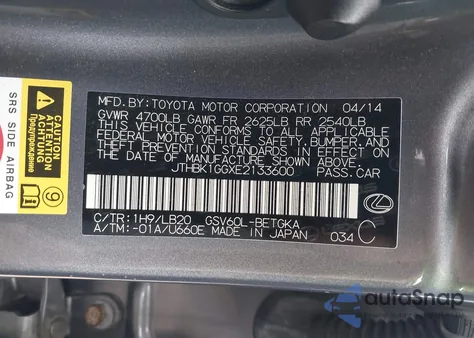 SRS SIDE AIRBAG
CAUTION
ATTENTION
ACHTUNG
Предупреждение
MFD. BY: TOYOTA MOTOR CORPORATION 04/14
GVWR 4700LB GAWR FR 2625LB RR 2540LB
THIS VEHICLE CONFORMS TO ALL APPLICABLE
FEDERAL MOTOR VEHICLE SAFETY, BUMPER, AND
THEFT PREVENTION STANDARDS IN EFFECT ON
THE DATE OF MANUFACTURE SHOWN ABOVE.
JTHBK1GGXE2133600 PASS.CAR
C/TR: 1H9/LB20 GSV60L-BETGKA
A/TM: -01A/U660E MADE IN JAPAN 034 C
autoSnap